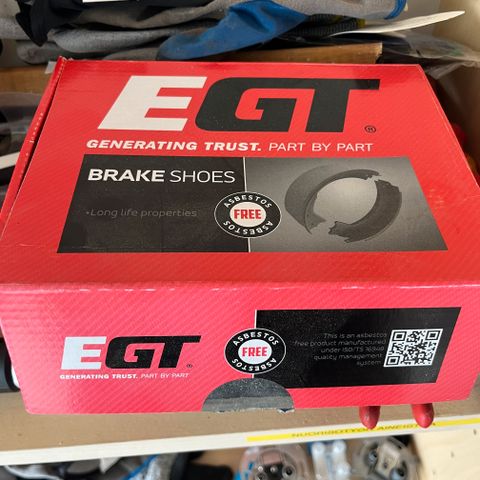 EGT®
GENERATING TRUST. PART BY PART
BRAKE SHOES
•Long life properties
ASBESTOS
FREE
ASBESTOS
EGT®
GENERATING TRUST. PART BY PART
ASBESTOS
FREE
ASBESTOS
This is an asbestos
free product manufactured
under ISO/TS 16949
quality management
system